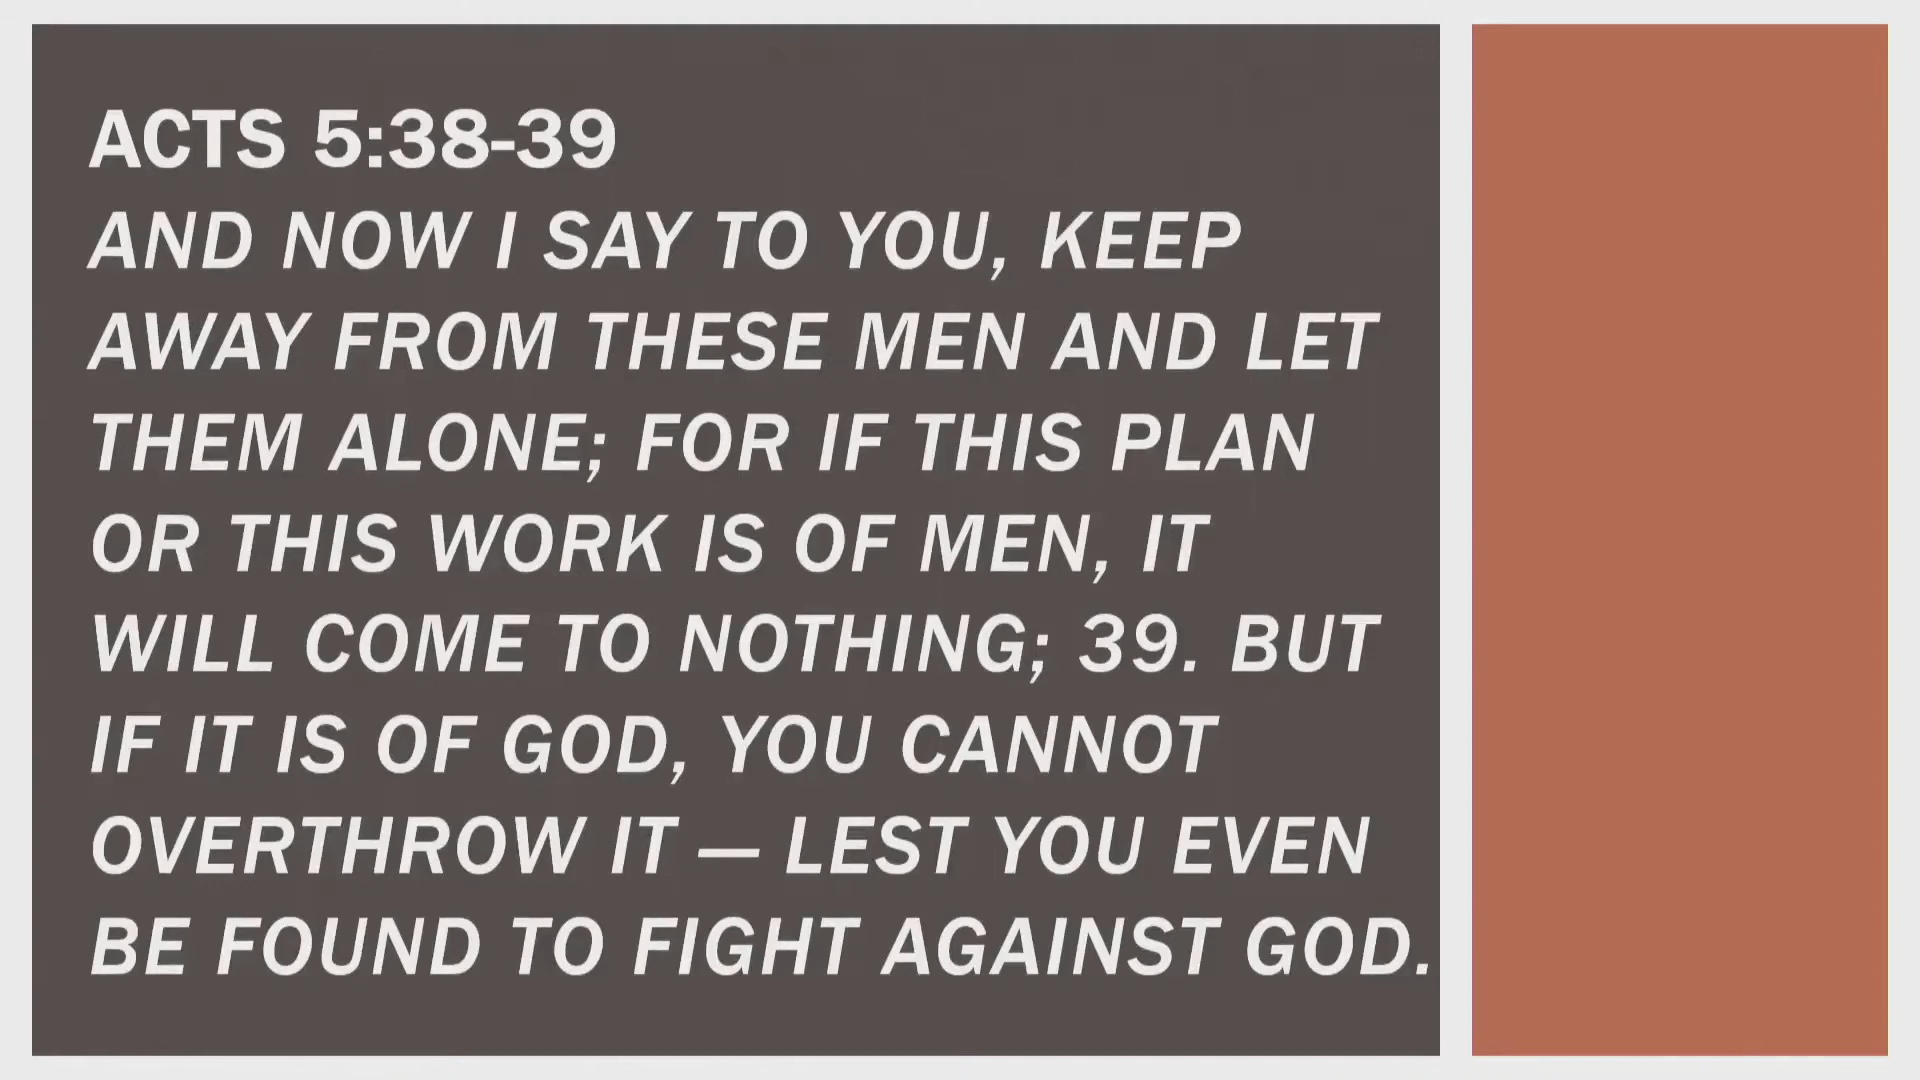 ACTS 5:38-39
AND NOW I SAY TO YOU, KEEP
AWAY FROM THESE MEN AND LET
THEM ALONE; FOR IF THIS PLAN
OR THIS WORK IS OF MEN, IT
WILL COME TO NOTHING; 39. BUT
IF IT IS OF GOD, YOU CANNOT
OVERTHROW IT — LEST YOU EVEN
BE FOUND TO FIGHT AGAINST GOD.